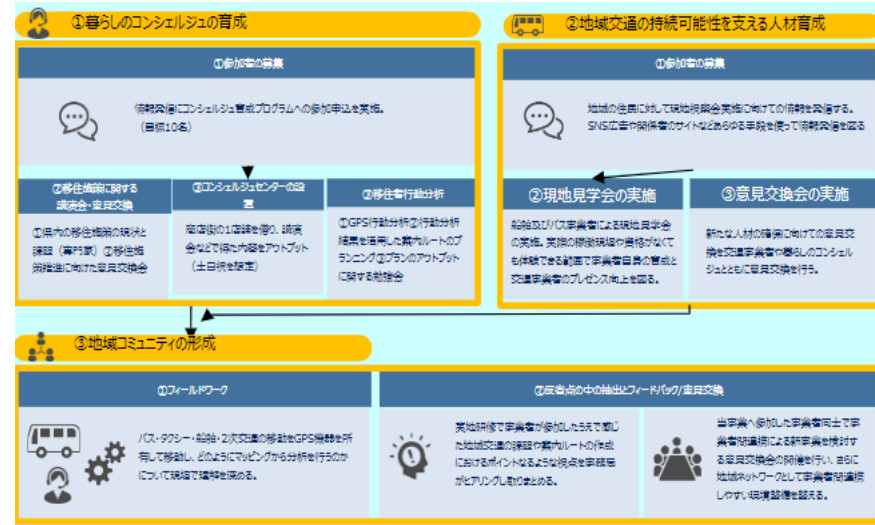 ①暮らしのコンシェルジュの育成
①参加者の募集
情報発信にコンシェルジュ育成プログラムへの参加申込を実施。
（目標10名）
②移住施策に関する
講演会・意見交換
①県内の移住施策の現状と
課題（専門家）②移住施
策推進に向けた意見交換会
③コンシェルジュセンターの設
置
商店街の1店舗を借り、講演
会などで得た内容をアウトプット
（土日祝を想定）
③移住者行動分析
①GPS行動分析②行動分析
結果を活用した案内ルートのプ
ランニング③プランのアウトプット
に関する勉強会
②地域交通の持続可能性を支える人材育成
①参加者の募集
地域の住民に対して現地視察会実施に向けての情報を発信する。
SNS広告や関係者のサイトなどあらゆる手段を使って情報発信を図る
②現地見学会の実施
船舶及びバス事業者による現地見学会
の実施。実際の稼働現場や資格がなくて
も体験できる範囲で事業者自身の育成と
交通事業者のプレゼンス向上を図る。
③意見交換会の実施
新たな人材の確保に向けての意見交
換を交通事業者や暮らしのコンシェル
ジュとともに意見交換を行う。
③地域コミュニティの形成
①フィールドワーク
バス・タクシー・船舶・2次交通の移動をGPS機器を所
有して移動し、どのようにマッピングから分析を行うのか
について現場で理解を深める。
②反省点の中の抽出とフィードバック/意見交換
実地研修で事業者が参加したうえで感じ
た地域交通の課題や案内ルートの作成
におけるポイントなるような視点を事務局
がヒアリングし取りまとめる。
当事業へ参加した事業者同士で事
業者間連携による新事業を検討す
る意見交換会の開催を行い、さらに
地域ネットワークとして事業者間連携
しやすい環境整備を整える。